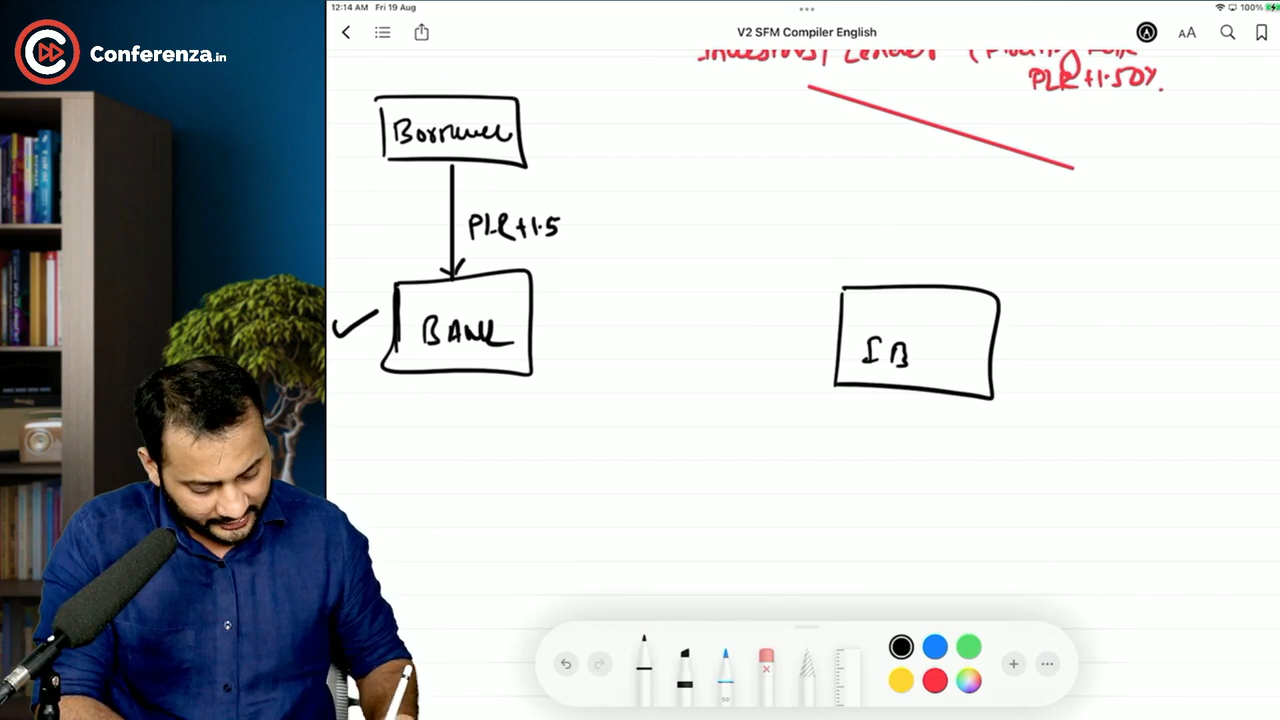 Conferenza.in
12:14 AM Fri 19 Aug
100%
V2 SFM Compiler English
AA
PLR +1.50%.
Borrower
PLR +1.5
BANK
IB